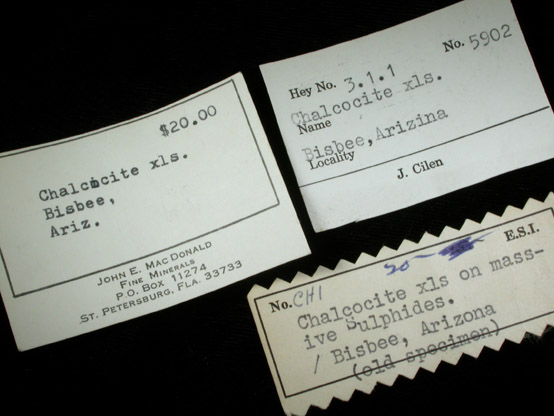 $20.00
Chalcocite xls.
Bisbee,
Ariz.
JOHN E. MACDONALD
FINE MINERALS
P.O. BOX 11274
ST. PETERSBURG, FLA. 33733
No. 5902
Hey No. 3.1.1
Chalcocite xls.
Name
Bisbee, Arizina
Locality
J. Cilen
E.S.I.
No. CH1
Chalcocite xls on mass-
ive Sulphides.
/ Bisbee, Arizona
(old specimen)